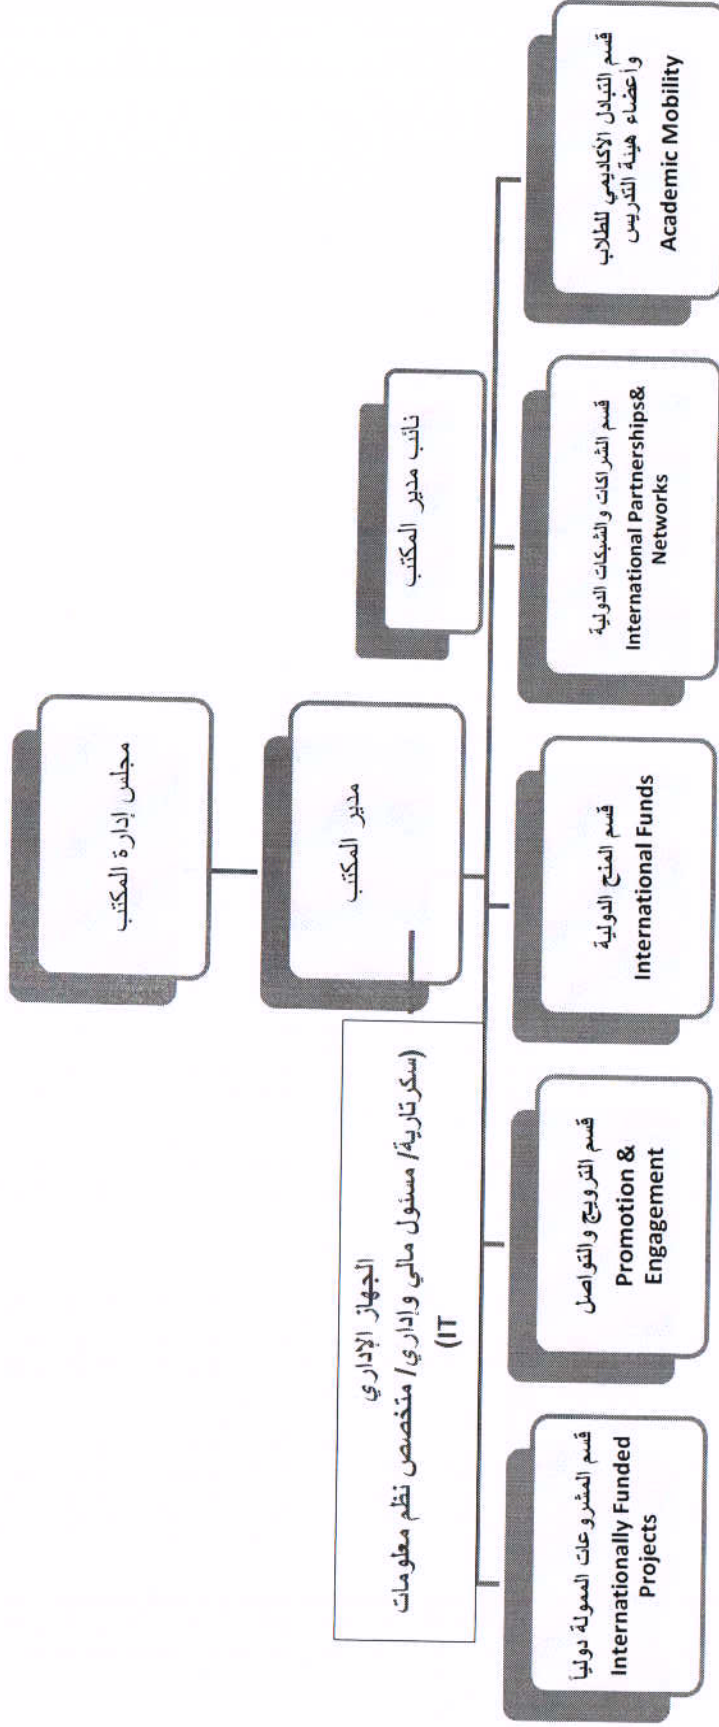 مجلس إدارة المكتب
مدير المكتب
نائب مدير المكتب
الجهاز الإداري
(سكرتارية/ مسئول مالي وإداري/ متخصص نظم معلومات
IT)
قسم التبادل الأكاديمي للطلاب
وأعضاء هيئة التدريس
Academic Mobility
قسم الشراكات والشبكات الدولية
International Partnerships&
Networks
قسم المنح الدولية
International Funds
قسم الترويج والتواصل
Promotion &
Engagement
قسم المشروعات الممولة دولياً
Internationally Funded
Projects